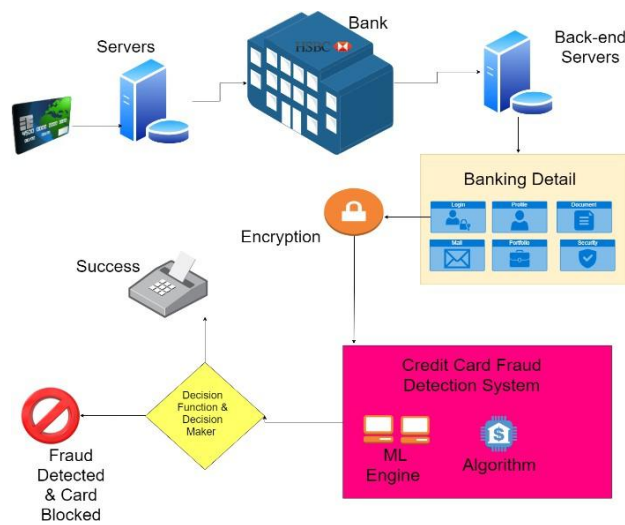 Servers
Bank
HSBC
Back-end
Servers
Banking Detail
Login
Profile
Document
Mail
Portfolio
Security
Encryption
Success
Credit Card Fraud
Detection System
ML
Engine
Algorithm
Decision
Function &
Decision
Maker
Fraud
Detected
& Card
Blocked